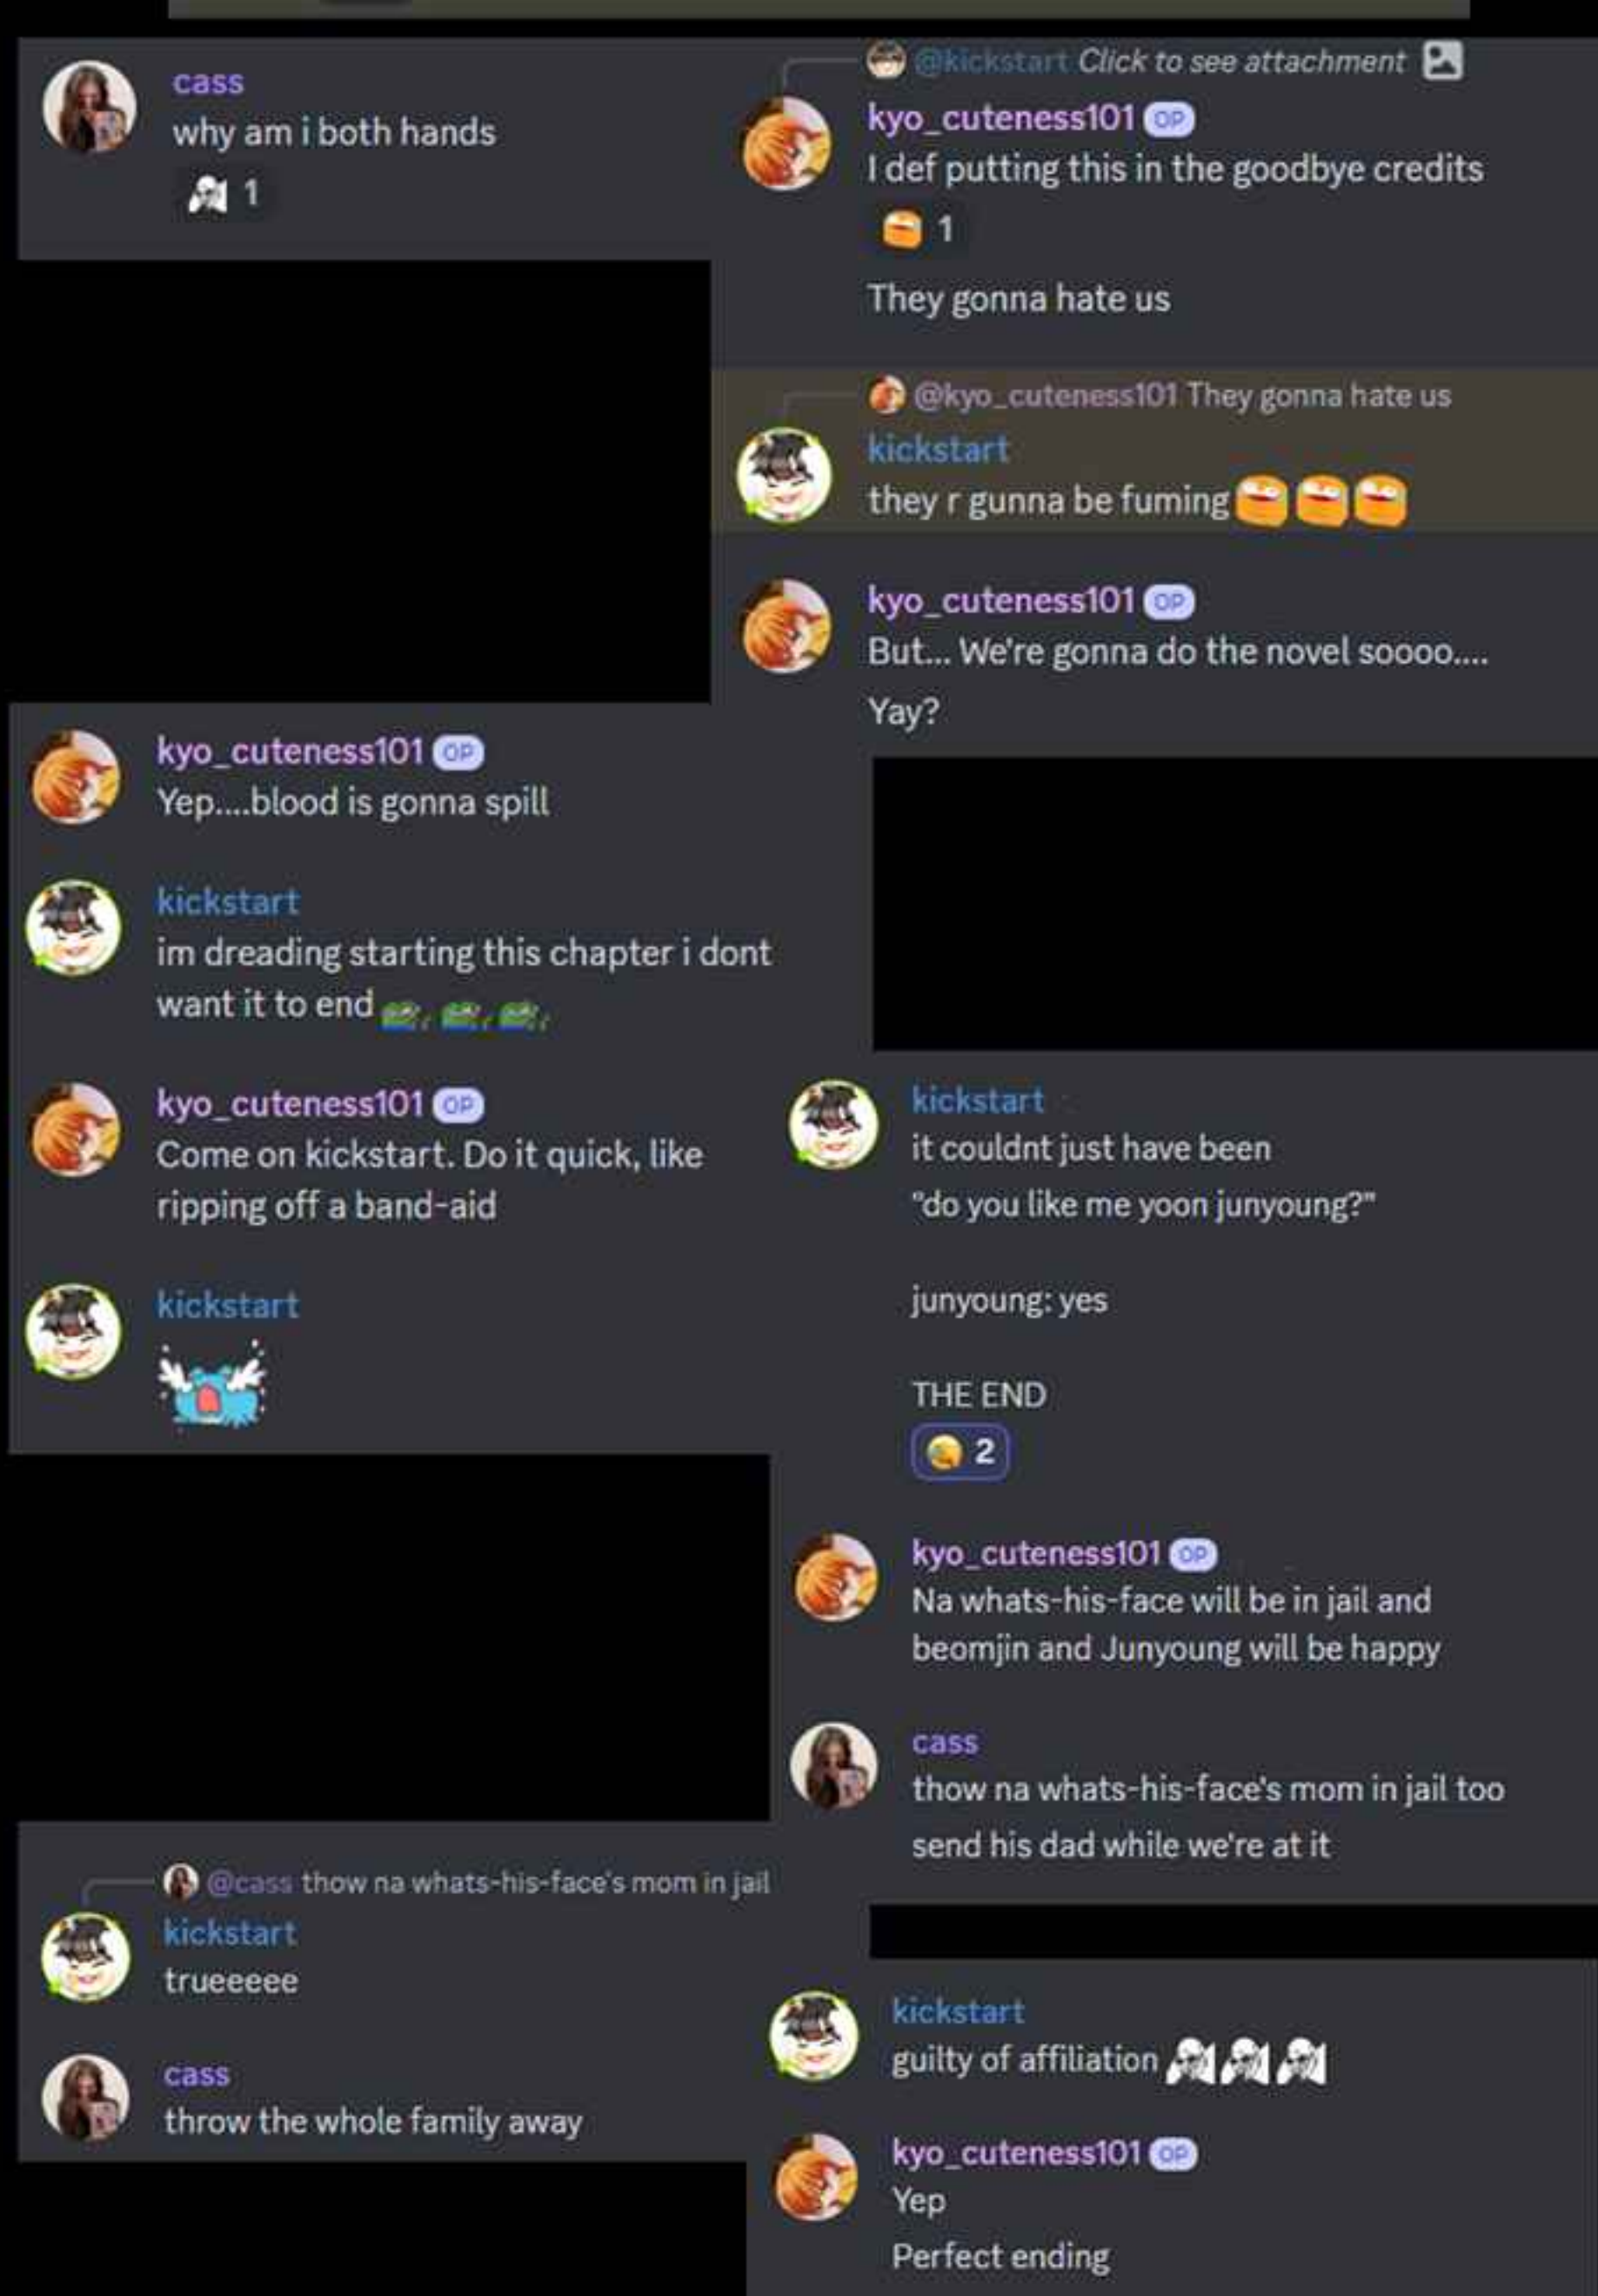 cass
why am i both hands
1
@kickstart Click to see attachment
kyo_cuteness101 OP
I def putting this in the goodbye credits
1
They gonna hate us
@kyo_cuteness101 They gonna hate us
kickstart
they r gunna be fuming
kyo_cuteness101 OP
But... We're gonna do the novel soooo....
Yay?
kyo_cuteness101 OP
Yep....blood is gonna spill
kickstart
im dreading starting this chapter i dont
want it to end
kyo_cuteness101 OP
Come on kickstart. Do it quick, like
ripping off a band-aid
kickstart
kickstart
it couldnt just have been
"do you like me yoon junyoung?"
junyoung: yes
THE END
2
kyo_cuteness101 OP
Na whats-his-face will be in jail and
beomjin and Junyoung will be happy
cass
thow na whats-his-face's mom in jail too
send his dad while we're at it
@cass thow na whats-his-face's mom in jail
kickstart
trueeeee
cass
throw the whole family away
kickstart
guilty of affiliation
kyo_cuteness101 OP
Yep
Perfect ending